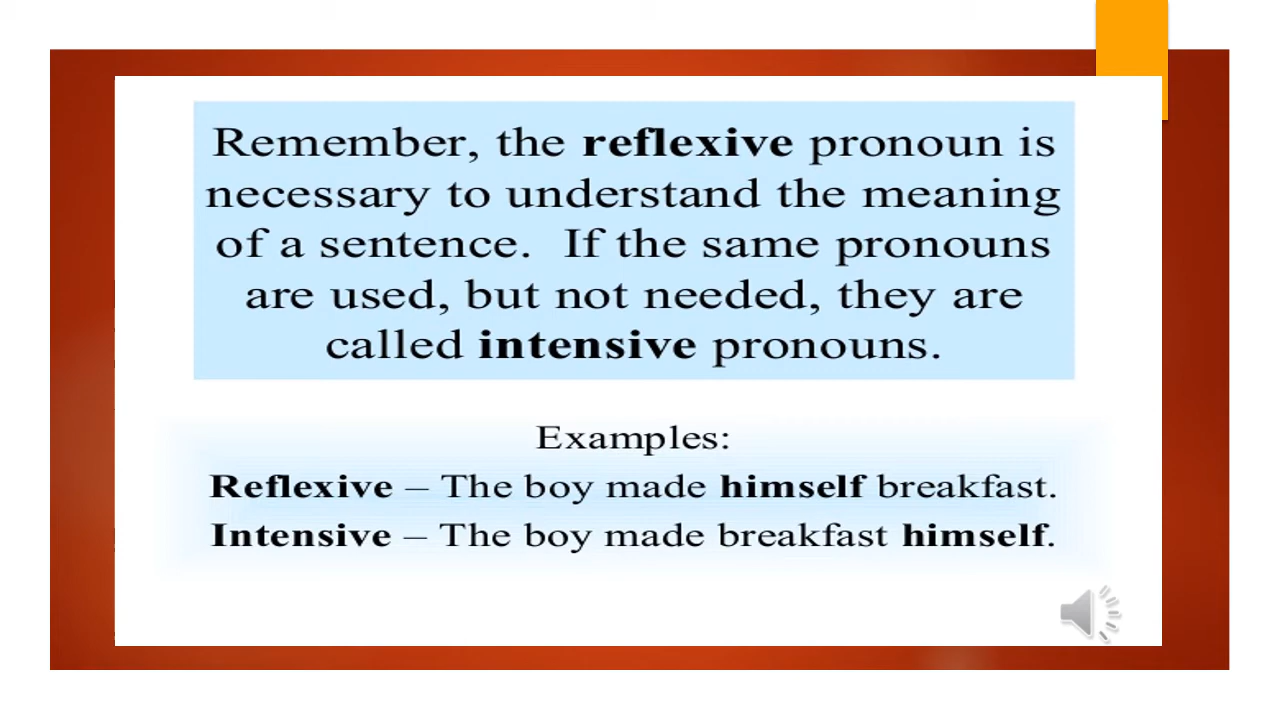 Remember, the reflexive pronoun is
necessary to understand the meaning
of a sentence.  If the same pronouns
are used, but not needed, they are
called intensive pronouns.
Examples:
Reflexive – The boy made himself breakfast.
Intensive – The boy made breakfast himself.